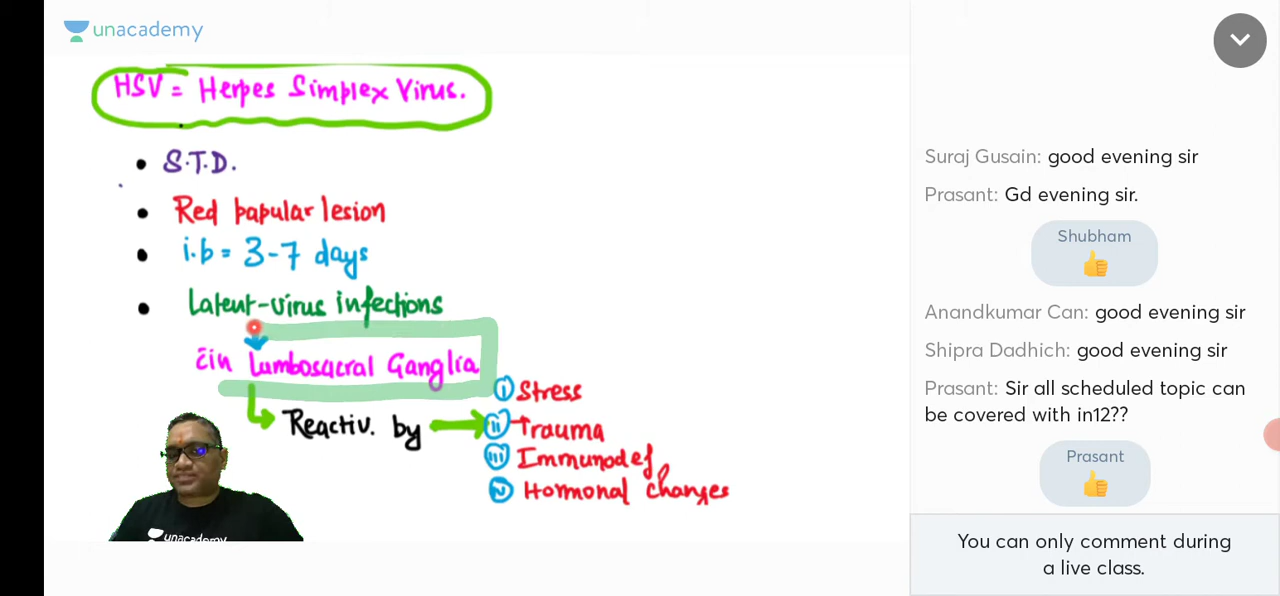 unacademy
HSV = Herpes Simplex Virus.
• S.T.D.
• Red papular lesion
• i.b = 3-7 days
• Latent-virus infections
c̄in Lumbosacral Ganglia
Reactiv. by
i Stress
ii Trauma
iii Immunodef
iv Hormonal changes
unacademy
Suraj Gusain: good evening sir
Prasant: Gd evening sir.
Shubham
👍
Anandkumar Can: good evening sir
Shipra Dadhich: good evening sir
Prasant: Sir all scheduled topic can
be covered with in12??
Prasant
👍
You can only comment during
a live class.